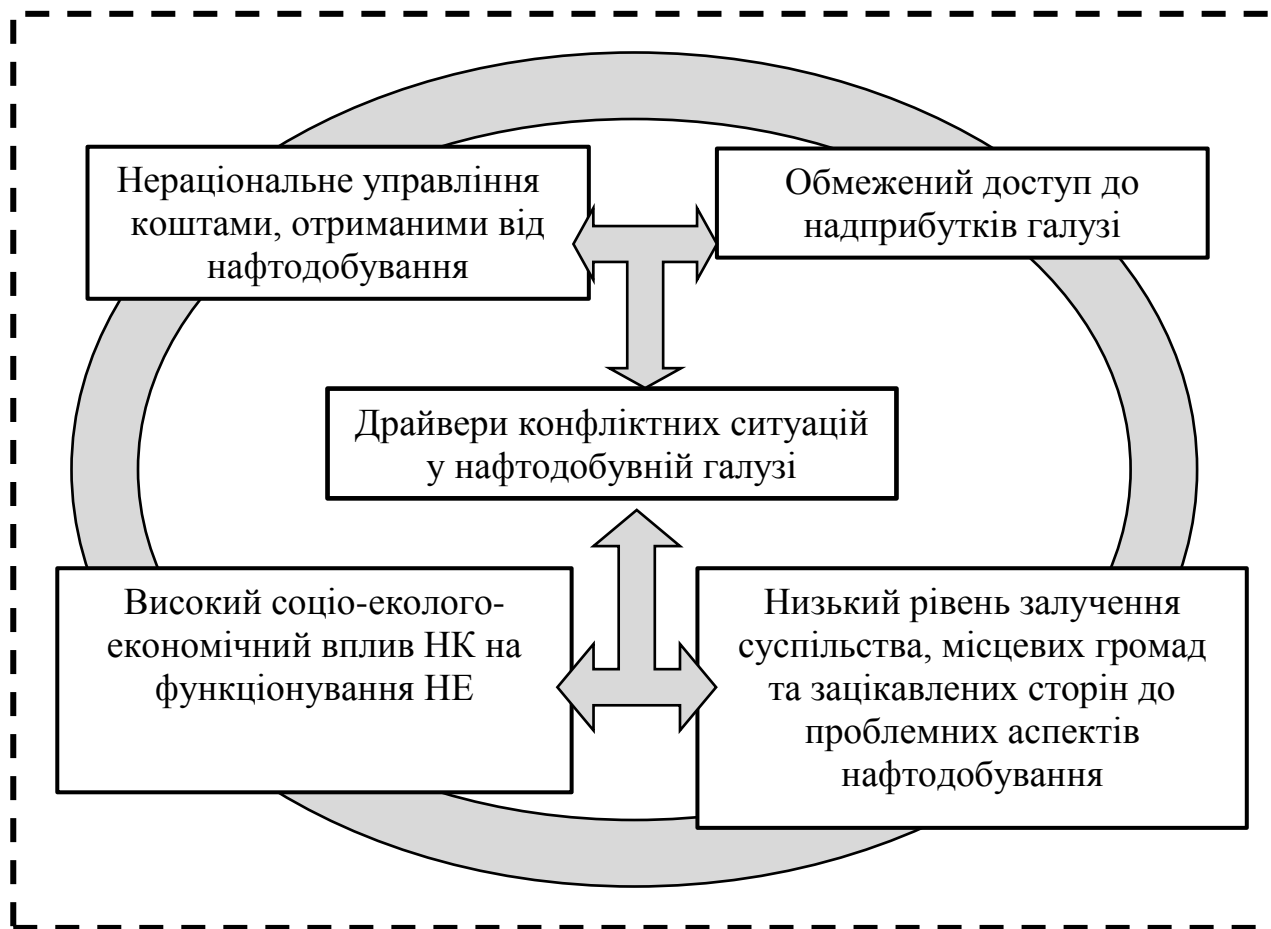 Нераціональне управління
коштами, отриманими від
нафтодобування
Обмежений доступ до
надприбутків галузі
Драйвери конфліктних ситуацій
у нафтодобувній галузі
Високий соціо-еколого-
економічний вплив НК на
функціонування НЕ
Низький рівень залучення
суспільства, місцевих громад
та зацікавлених сторін до
проблемних аспектів
нафтодобування